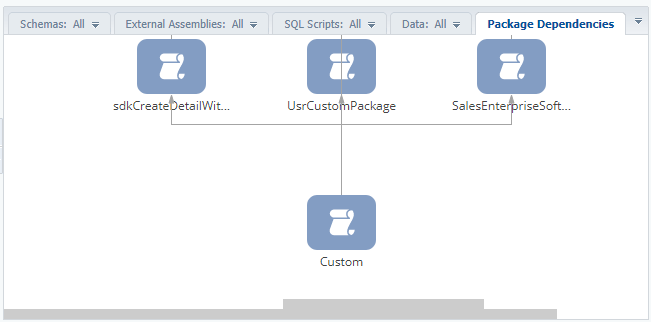 Schemas: All External Assemblies: All SQL Scripts: All Data: All Package Dependencies
sdkCreateDetailWit... UsrCustomPackage SalesEnterpriseSoft...
Custom